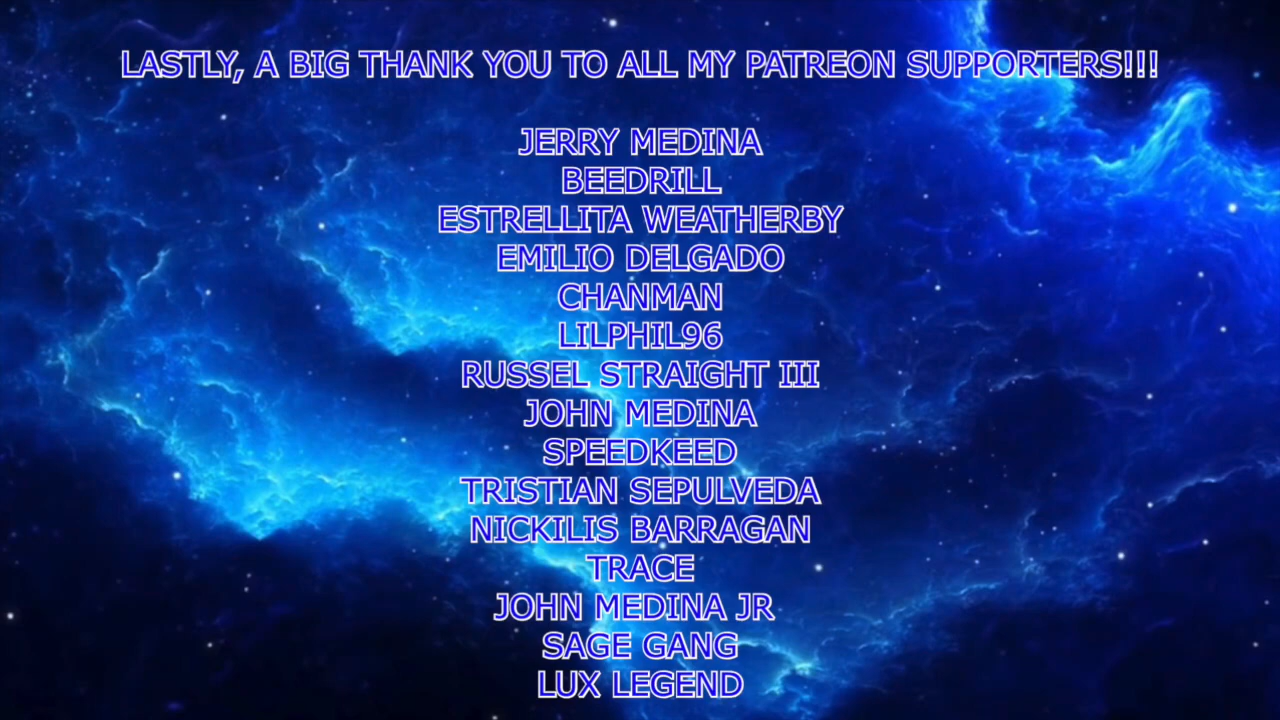 LASTLY, A BIG THANK YOU TO ALL MY PATREON SUPPORTERS!!!
JERRY MEDINA
BEEDRILL
ESTRELLITA WEATHERBY
EMILIO DELGADO
CHANMAN
LILPHIL96
RUSSEL STRAIGHT III
JOHN MEDINA
SPEEDKEED
TRISTIAN SEPULVEDA
NICKILIS BARRAGAN
TRACE
JOHN MEDINA JR
SAGE GANG
LUX LEGEND